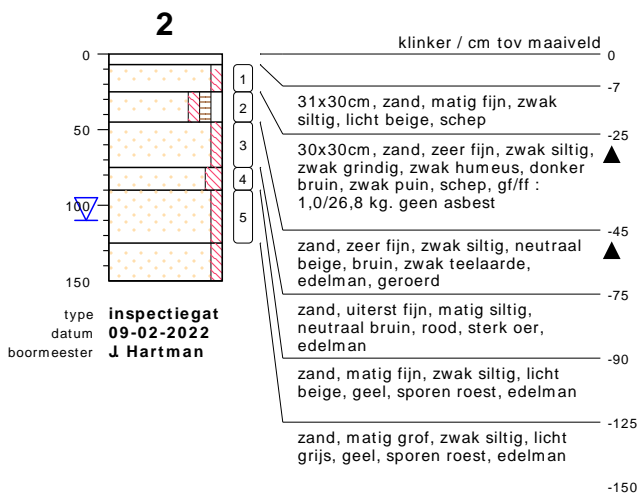 2
klinker / cm tov maaiveld
0
0
-7
1
31x30cm, zand, matig fijn, zwak
siltig, licht beige, schep
-25
2
30x30cm, zand, zeer fijn, zwak siltig,
zwak grindig, zwak humeus, donker
bruin, zwak puin, schep, gf/ff :
1,0/26,8 kg. geen asbest
50
3
-45
4
zand, zeer fijn, zwak siltig, neutraal
beige, bruin, zwak teelaarde,
edelman, geroerd
-75
100
5
zand, uiterst fijn, matig siltig,
neutraal bruin, rood, sterk oer,
edelman
-90
150
zand, matig fijn, zwak siltig, licht
beige, geel, sporen roest, edelman
-125
zand, matig grof, zwak siltig, licht
grijs, geel, sporen roest, edelman
-150
type inspectiegat
datum 09-02-2022
boormeester J Hartman